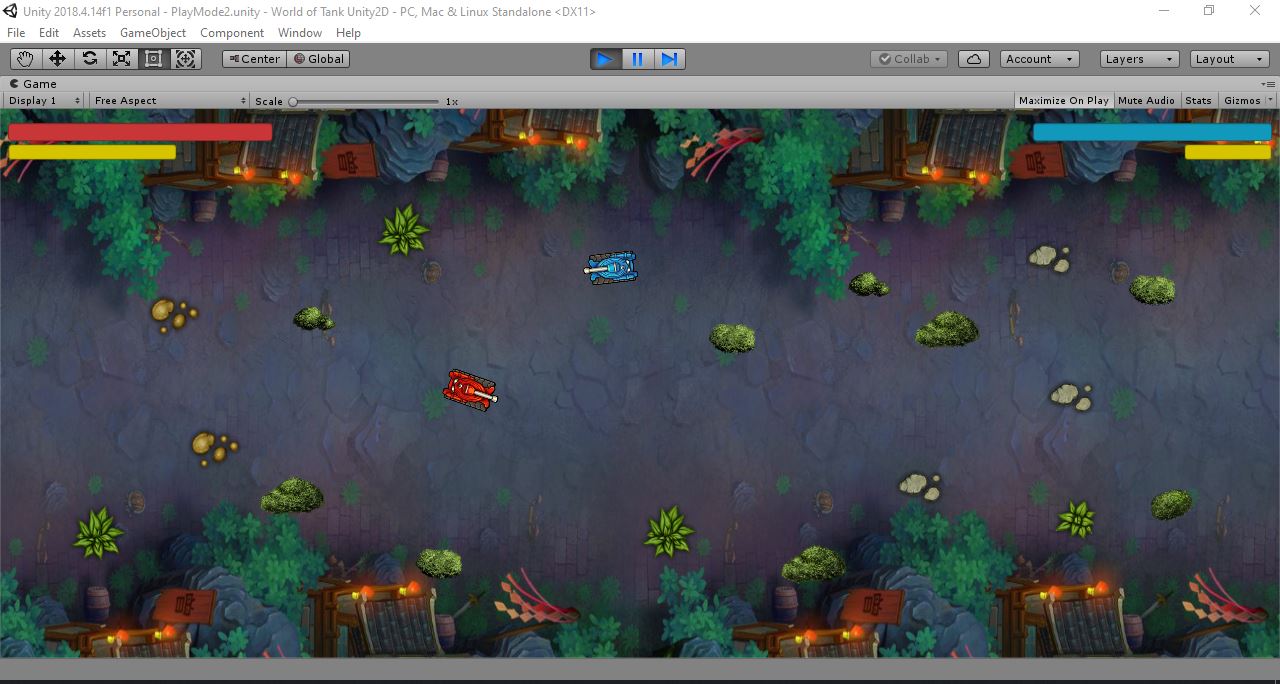 Unity 2018.4.14f1 Personal - PlayMode2.unity - World of Tank Unity2D - PC, Mac & Linux Standalone <DX11>
File Edit Assets GameObject Component Window Help
Center Global Collab Account Layers Layout
Game
Display 1 Free Aspect Scale 1x Maximize On Play Mute Audio Stats Gizmos